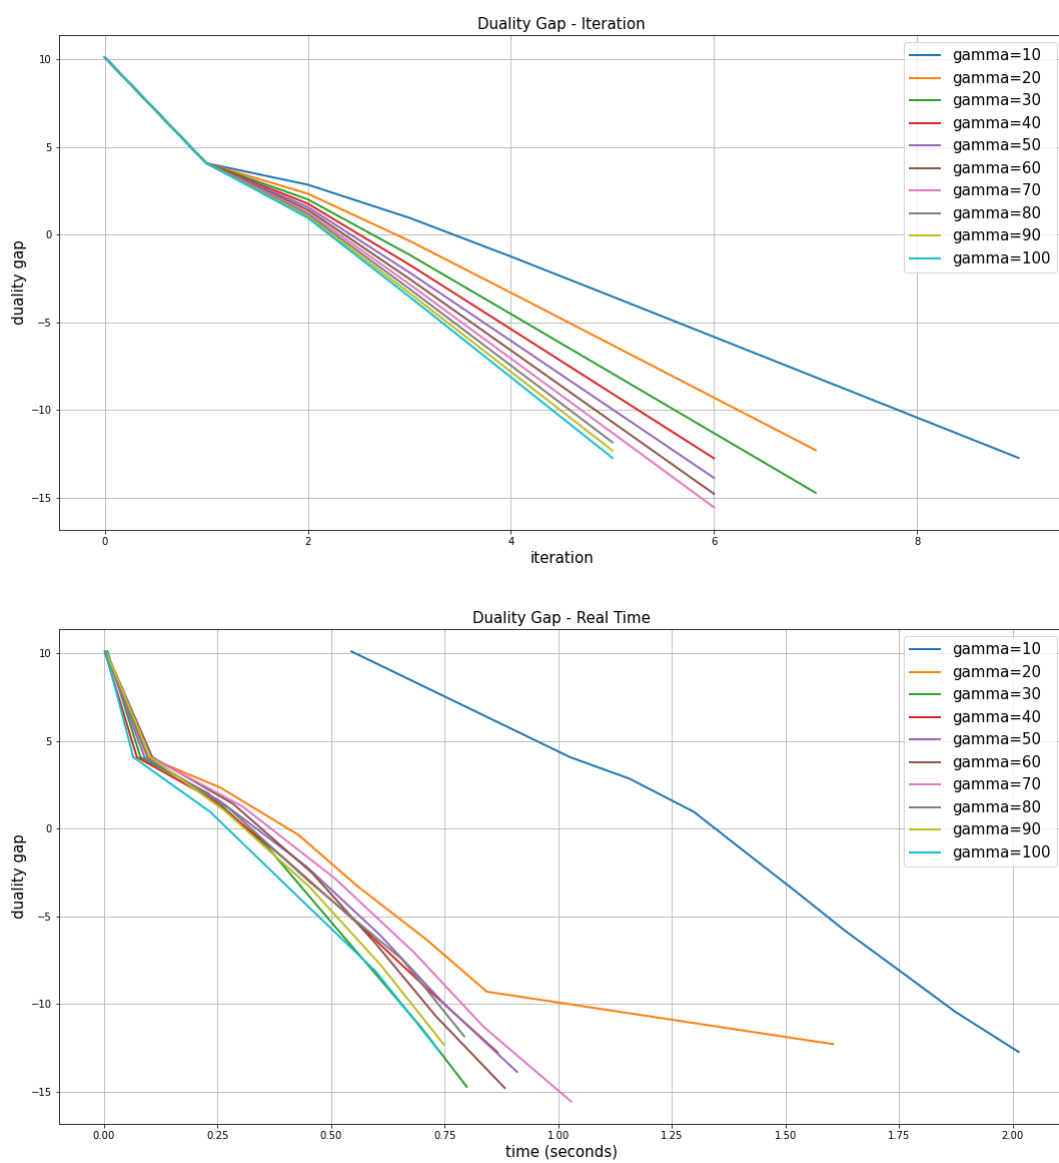 Duality Gap - Iteration
duality gap
10
5
0
−5
−10
−15
0
2
4
6
8
iteration
gamma=10
gamma=20
gamma=30
gamma=40
gamma=50
gamma=60
gamma=70
gamma=80
gamma=90
gamma=100
Duality Gap - Real Time
duality gap
10
5
0
−5
−10
−15
0.00
0.25
0.50
0.75
1.00
1.25
1.50
1.75
2.00
time (seconds)
gamma=10
gamma=20
gamma=30
gamma=40
gamma=50
gamma=60
gamma=70
gamma=80
gamma=90
gamma=100